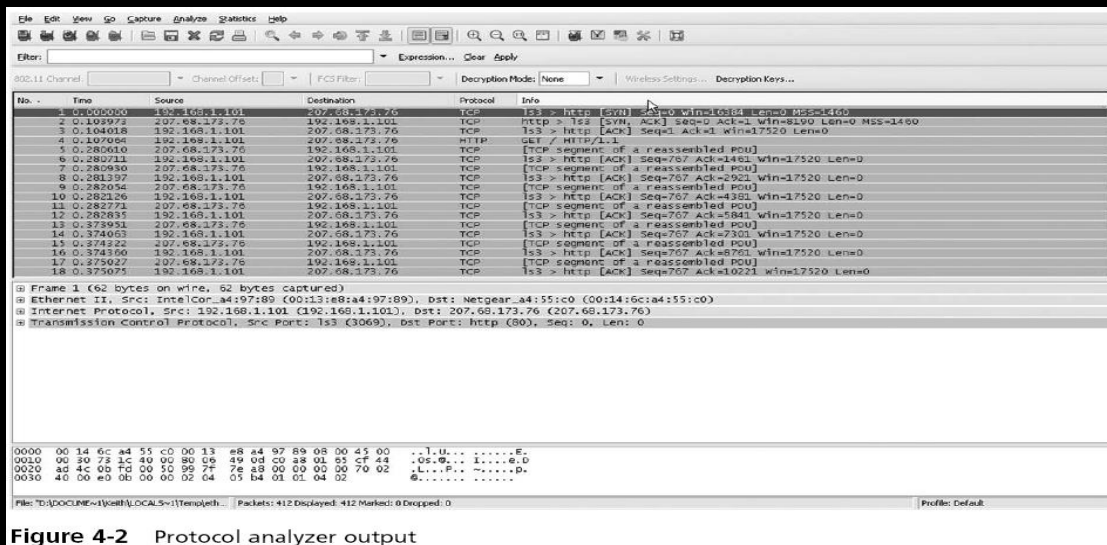 File Edit View Go Capture Analyze Statistics Help
Filter: Expression... Clear Apply
802.11 Channel: Channel Offset: FCS Filter: Decryption Mode: None Wireless Settings... Decryption Keys...
No. - Time Source Destination Protocol Info
1 0.000000 192.168.1.101 207.68.173.76 TCP ls3 > http [SYN] Seq=0 Win=16384 Len=0 MSS=1460
2 0.103973 207.68.173.76 192.168.1.101 TCP http > ls3 [SYN, ACK] Seq=0 Ack=1 Win=8190 Len=0 MSS=1460
3 0.104018 192.168.1.101 207.68.173.76 TCP ls3 > http [ACK] Seq=1 Ack=1 Win=17520 Len=0
4 0.107064 192.168.1.101 207.68.173.76 HTTP GET / HTTP/1.1
5 0.280610 207.68.173.76 192.168.1.101 TCP [TCP segment of a reassembled PDU]
6 0.280711 192.168.1.101 207.68.173.76 TCP ls3 > http [ACK] Seq=767 Ack=1461 Win=17520 Len=0
7 0.280930 207.68.173.76 192.168.1.101 TCP [TCP segment of a reassembled PDU]
8 0.281397 192.168.1.101 207.68.173.76 TCP ls3 > http [ACK] Seq=767 Ack=2921 Win=17520 Len=0
9 0.282054 207.68.173.76 192.168.1.101 TCP [TCP segment of a reassembled PDU]
10 0.282126 192.168.1.101 207.68.173.76 TCP ls3 > http [ACK] Seq=767 Ack=4381 Win=17520 Len=0
11 0.282771 207.68.173.76 192.168.1.101 TCP [TCP segment of a reassembled PDU]
12 0.282835 192.168.1.101 207.68.173.76 TCP ls3 > http [ACK] Seq=767 Ack=5841 Win=17520 Len=0
13 0.373951 207.68.173.76 192.168.1.101 TCP [TCP segment of a reassembled PDU]
14 0.374063 192.168.1.101 207.68.173.76 TCP ls3 > http [ACK] Seq=767 Ack=7301 Win=17520 Len=0
15 0.374322 207.68.173.76 192.168.1.101 TCP [TCP segment of a reassembled PDU]
16 0.374360 192.168.1.101 207.68.173.76 TCP ls3 > http [ACK] Seq=767 Ack=8761 Win=17520 Len=0
17 0.375027 207.68.173.76 192.168.1.101 TCP [TCP segment of a reassembled PDU]
18 0.375075 192.168.1.101 207.68.173.76 TCP ls3 > http [ACK] Seq=767 Ack=10221 Win=17520 Len=0
Frame 1 (62 bytes on wire, 62 bytes captured)
Ethernet II, Src: IntelCor_a4:97:89 (00:13:e8:a4:97:89), Dst: Netgear_a4:55:c0 (00:14:6c:a4:55:c0)
Internet Protocol, Src: 192.168.1.101 (192.168.1.101), Dst: 207.68.173.76 (207.68.173.76)
Transmission Control Protocol, Src Port: ls3 (3069), Dst Port: http (80), Seq: 0, Len: 0
0000 00 14 6c a4 55 c0 00 13 e8 a4 97 89 08 00 45 00 ..l.U... ......E.
0010 00 30 73 1c 40 00 80 06 49 0d c0 a8 01 65 cf 44 .0s.@... I....e.D
0020 ad 4c 0b fd 00 50 99 7f 7e a8 00 00 00 00 70 02 .L...P.. ~.....p.
0030 40 00 e0 0b 00 00 02 04 05 b4 01 01 04 02 @....... ......
File: "D:\DOCUME~1\Keith\LOCALS~1\Temp\eth... Packets: 412 Displayed: 412 Marked: 0 Dropped: 0 Profile: Default
Figure 4-2 Protocol analyzer output